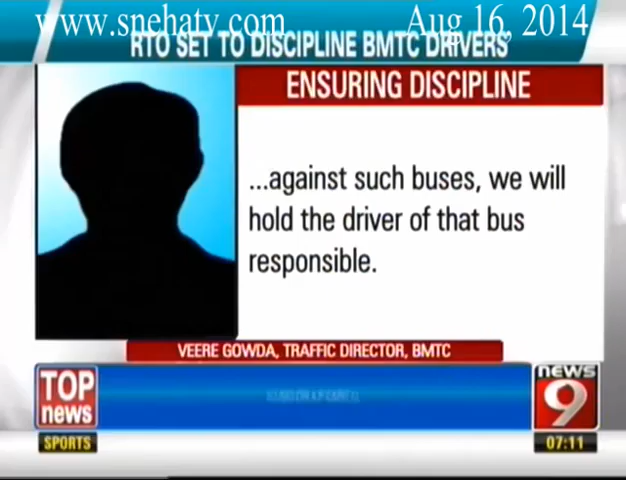 www.snehatv.com Aug 16, 2014
RTO SET TO DISCIPLINE BMTC DRIVERS
ENSURING DISCIPLINE
...against such buses, we will
hold the driver of that bus
responsible.
VEERE GOWDA, TRAFFIC DIRECTOR, BMTC
TOP
news
NEWS
9
SPORTS
07:11